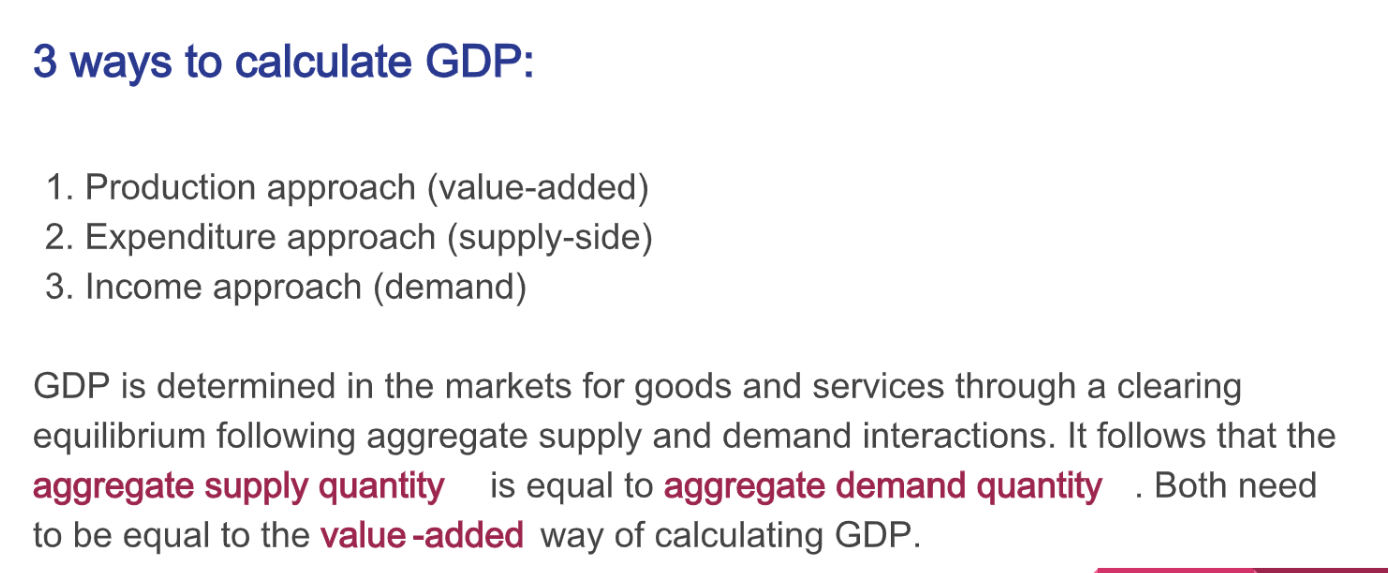 3 ways to calculate GDP:
1. Production approach (value-added)
2. Expenditure approach (supply-side)
3. Income approach (demand)
GDP is determined in the markets for goods and services through a clearing
equilibrium following aggregate supply and demand interactions. It follows that the
aggregate supply quantity is equal to aggregate demand quantity . Both need
to be equal to the value-added way of calculating GDP.